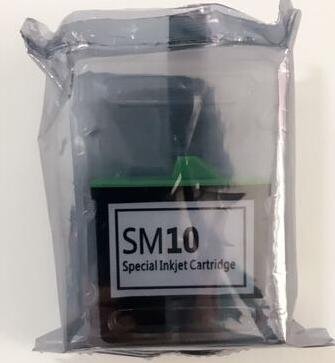 SM10
Special Inkjet Cartridge